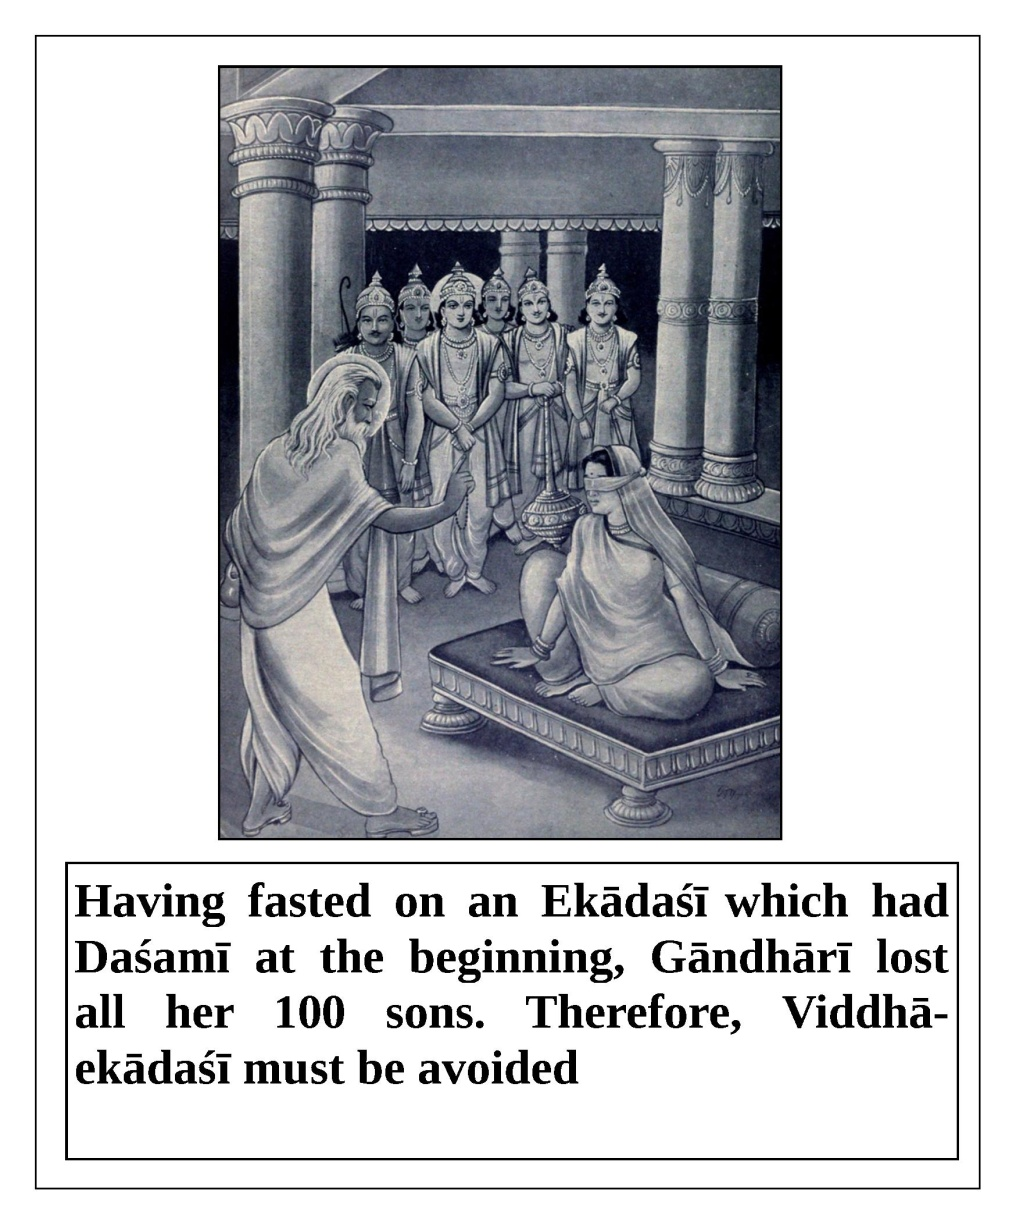 Having fasted on an Ekādaśī which had
Daśamī at the beginning, Gāndhārī lost
all her 100 sons. Therefore, Viddhā-
ekādaśī must be avoided